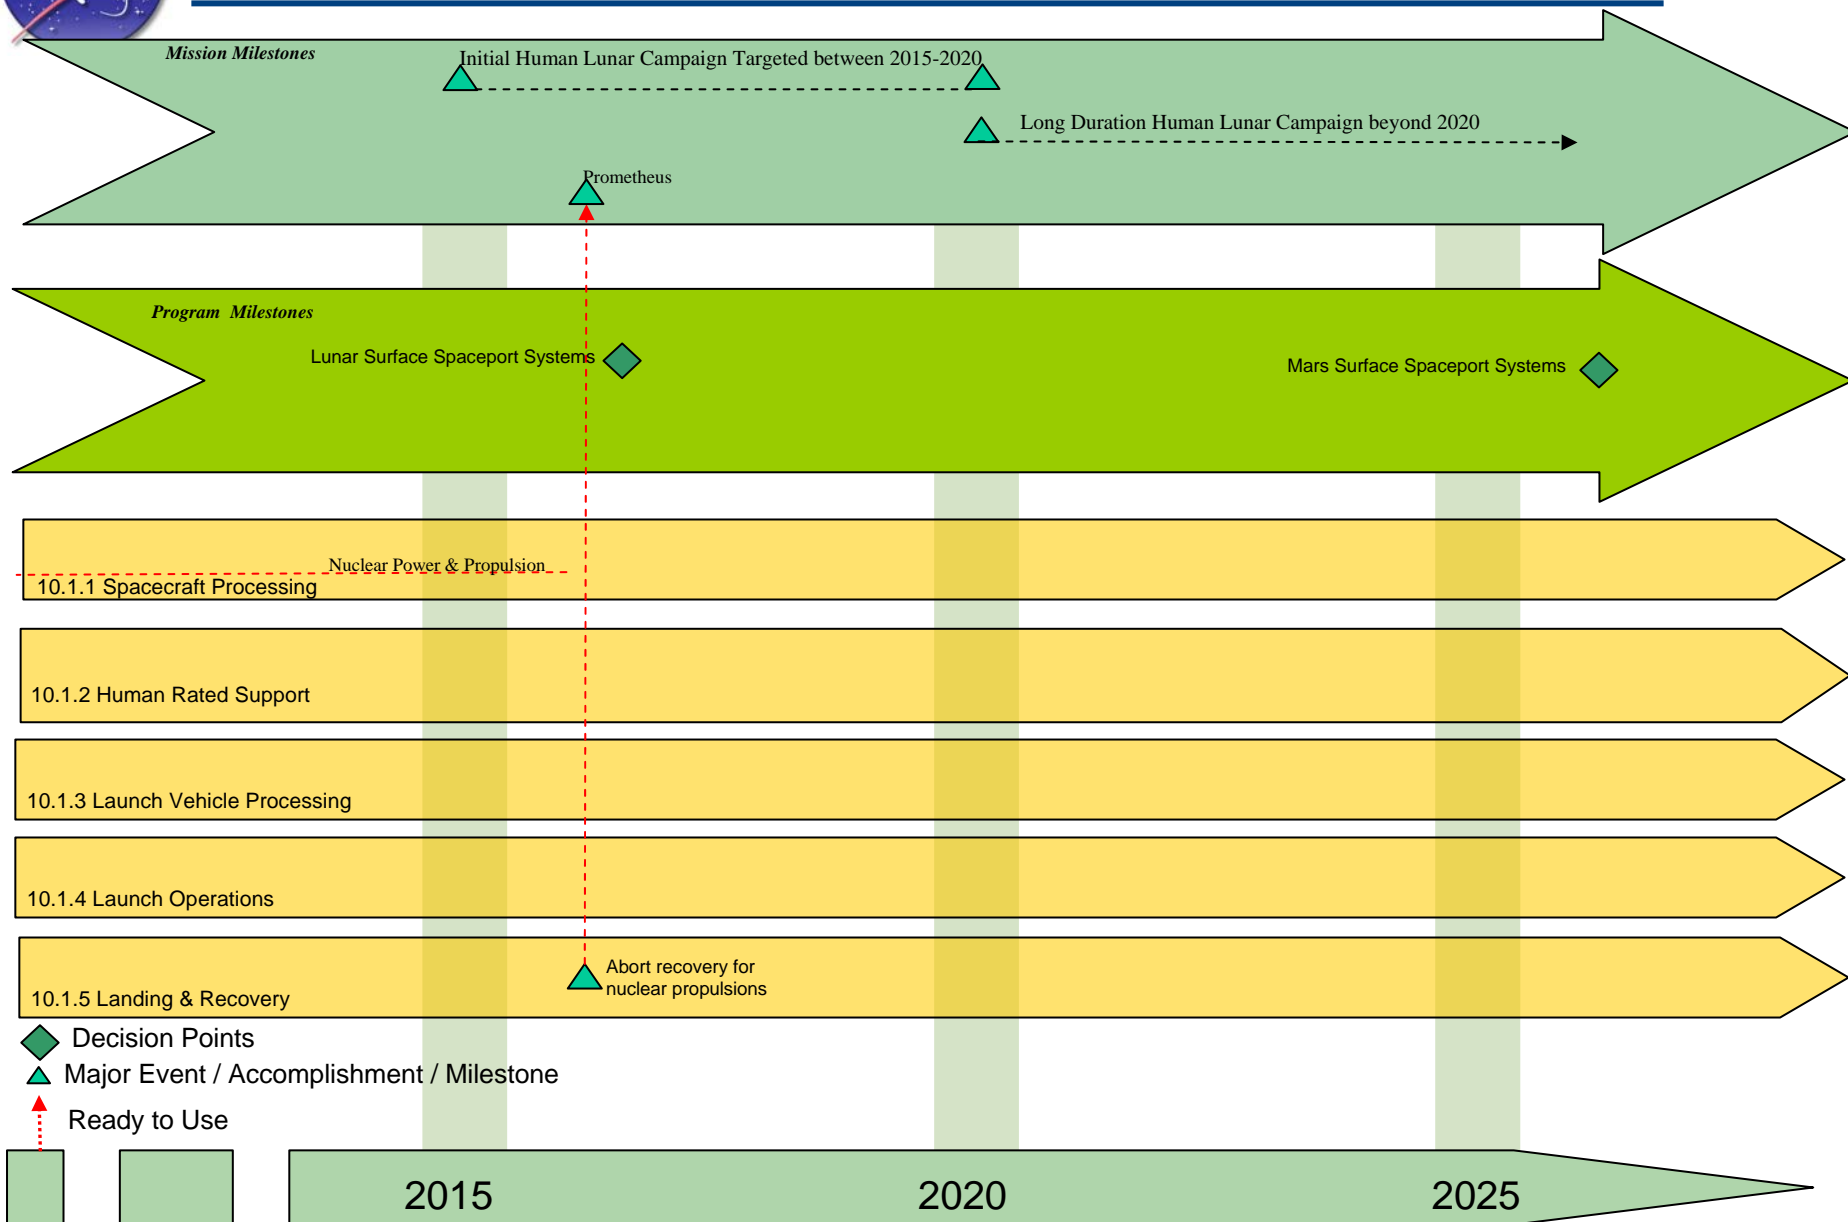 Mission Milestones
Initial Human Lunar Campaign Targeted between 2015-2020
Long Duration Human Lunar Campaign beyond 2020
Prometheus
Program Milestones
Lunar Surface Spaceport Systems
Mars Surface Spaceport Systems
Nuclear Power & Propulsion
10.1.1 Spacecraft Processing
10.1.2 Human Rated Support
10.1.3 Launch Vehicle Processing
10.1.4 Launch Operations
Abort recovery for
nuclear propulsions
10.1.5 Landing & Recovery
Decision Points
Major Event / Accomplishment / Milestone
Ready to Use
2015
2020
2025